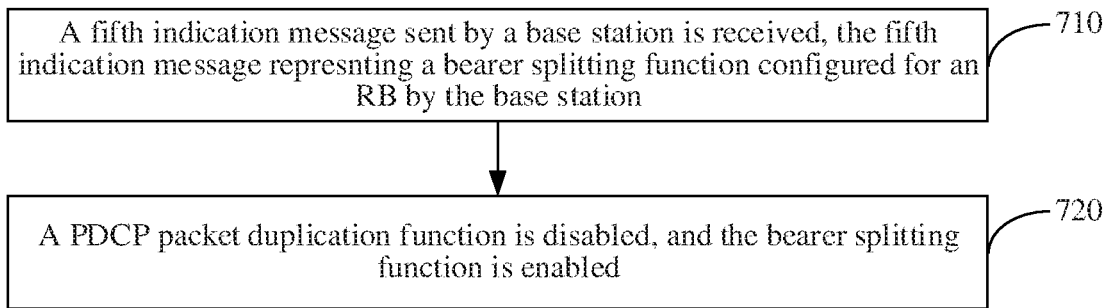 A fifth indication message sent by a base station is received, the fifth
indication message represnting a bearer splitting function configured for an
RB by the base station
710
A PDCP packet duplication function is disabled, and the bearer splitting
function is enabled
720